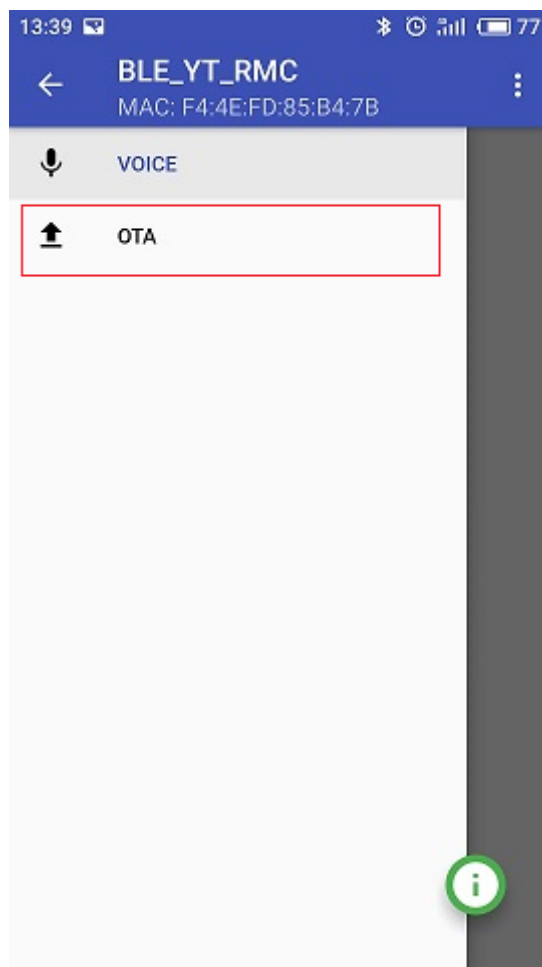 13:39 77
BLE_YT_RMC
MAC: F4:4E:FD:85:B4:7B
VOICE
OTA
i